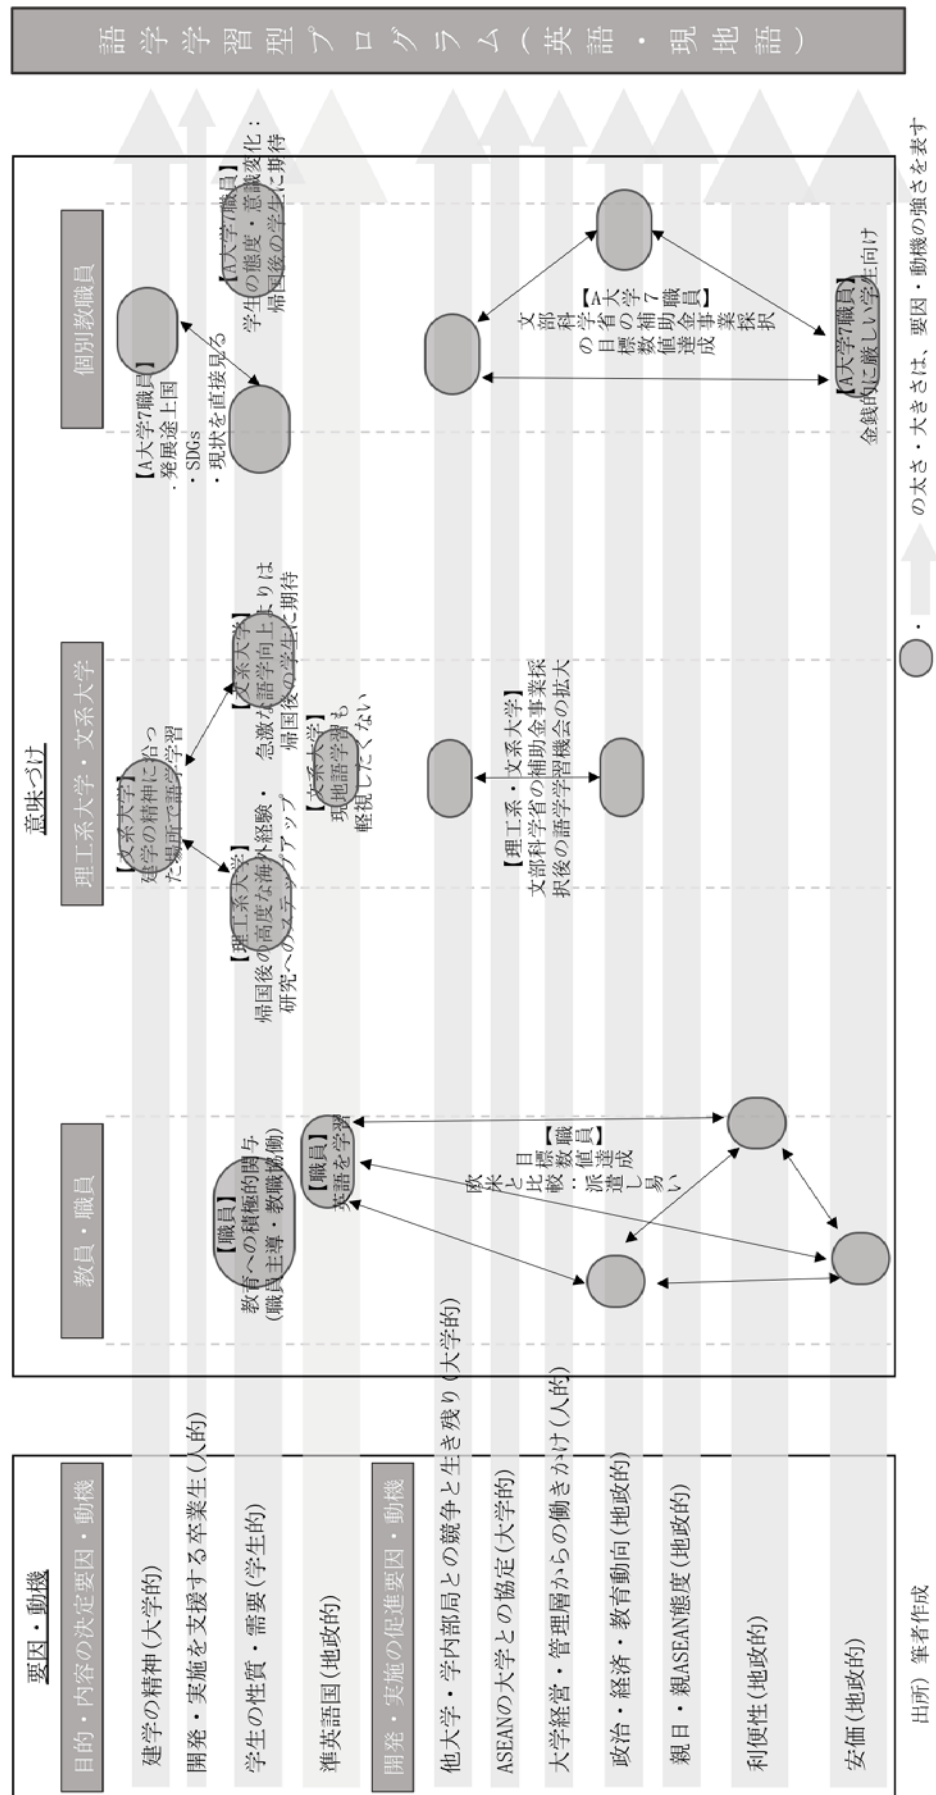 要因・動機
目的・内容の決定要因・動機
建学の精神(大学的)
開発・実施を支援する卒業生(人的)
学生の性質・需要(学生的)
準英語国(地政的)
開発・実施の促進要因・動機
他大学・学内部局との競争と生き残り(大学的)
ASEANの大学との協定(大学的)
大学経営・管理層からの働きかけ(人的)
政治・経済・教育動向(地政的)
親日・親ASEAN態度(地政的)
利便性(地政的)
安価(地政的)
意味づけ
教員・職員
【職員】
教育への積極的関与
(職員主導・教職協働)
【職員】
英語を学習
【職員】
目標数値達成
欧米と比較:派遣し易い
理工系大学・文系大学
【文系大学】
建学の精神に沿っ
た場所で語学学習
【理工系大学】
帰国後の高度な海外経験・
研究へのステップアップ
【文系大学】
急激な語学向上よりは
帰国後の学生に期待
【文系大学】
現地語学習も
軽視したくない
【理工系・文系大学】
文部科学省の補助金事業採
択後の語学学習機会の拡大
個別教職員
【A大学7職員】
・発展途上国
・SDGs
・現状を直接見る
【A大学7職員】
学生の態度・意識変化:
帰国後の学生に期待
【A大学7職員】
文部科学省の補助金事業採択
の目標数値達成
【A大学7職員】
金銭的に厳しい学生向け
語学学習型プログラム(英語・現地語)
・
の太さ・大きさは、要因・動機の強さを表す
出所) 筆者作成